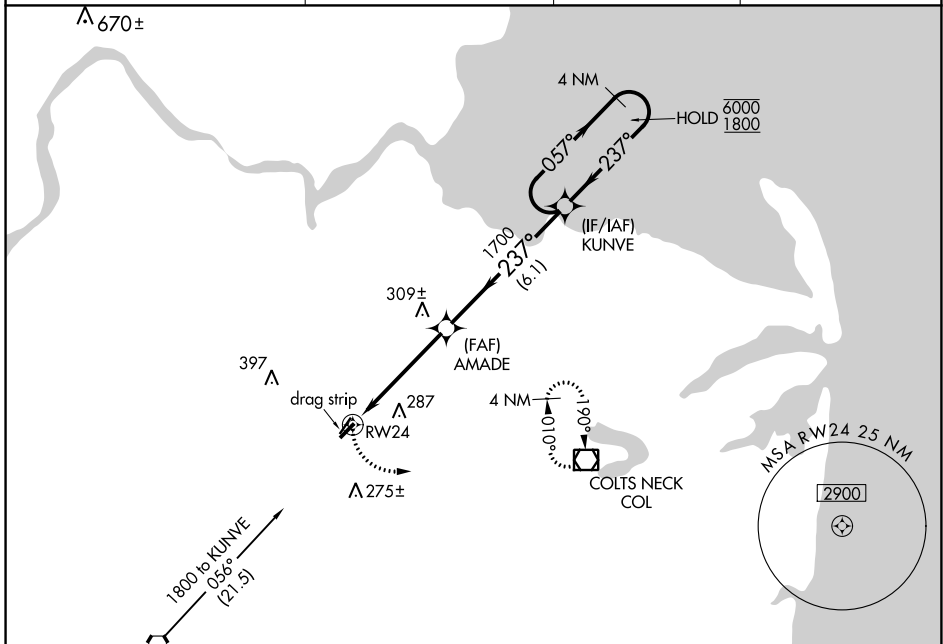 670±
4 NM
HOLD 6000
1800
057°
237°
(IF/IAF)
KUNVE
1700
237°
(6.1)
309±
(FAF)
AMADE
397
drag strip
287
RW24
4 NM
010°
190°
275±
COLTS NECK
COL
MSA RW24 25 NM
2900
1800 to KUNVE
056°
(21.5)